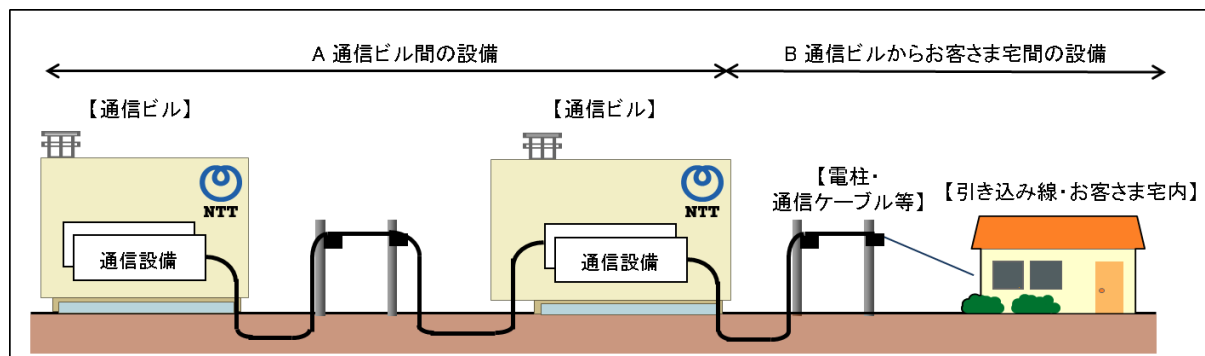 A 通信ビル間の設備
B 通信ビルからお客さま宅間の設備
【通信ビル】
【通信ビル】
【電柱・
通信ケーブル等】
【引き込み線・お客さま宅内】
NTT
NTT
通信設備
通信設備